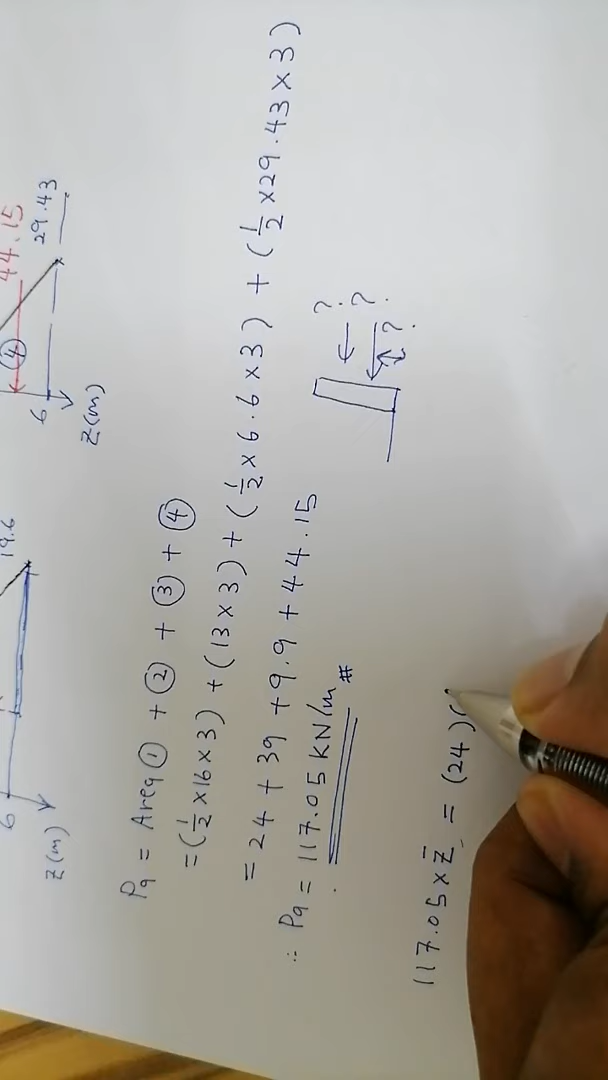 19.6
6
Z(m)
44.15
④
29.43
6
Z(m)
Pa = Area ① + ② + ③ + ④
= (1/2 × 16 × 3) + (13 × 3) + (1/2 × 6.6 × 3) + (1/2 × 29.43 × 3)
= 24 + 39 + 9.9 + 44.15
∴ Pa = 117.05 KN/m #
?
?
?
117.05 × Z̄ = (24)(